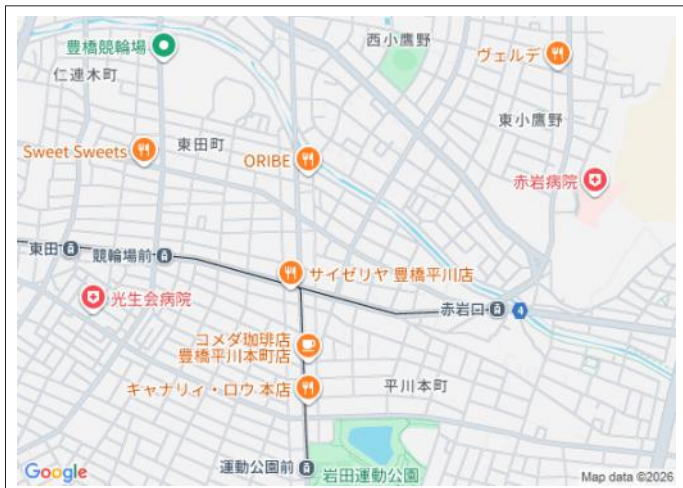 豊橋競輪場
西小鷹野
ヴェルデ
仁連木町
東小鷹野
東田町
Sweet Sweets
ORIBE
赤岩病院
東田
競輪場前
サイゼリヤ 豊橋平川店
光生会病院
赤岩口
4
コメダ珈琲店
豊橋平川本町店
キャナリィ・ロウ 本店
平川本町
運動公園前
岩田運動公園
Google
Map data ©2026